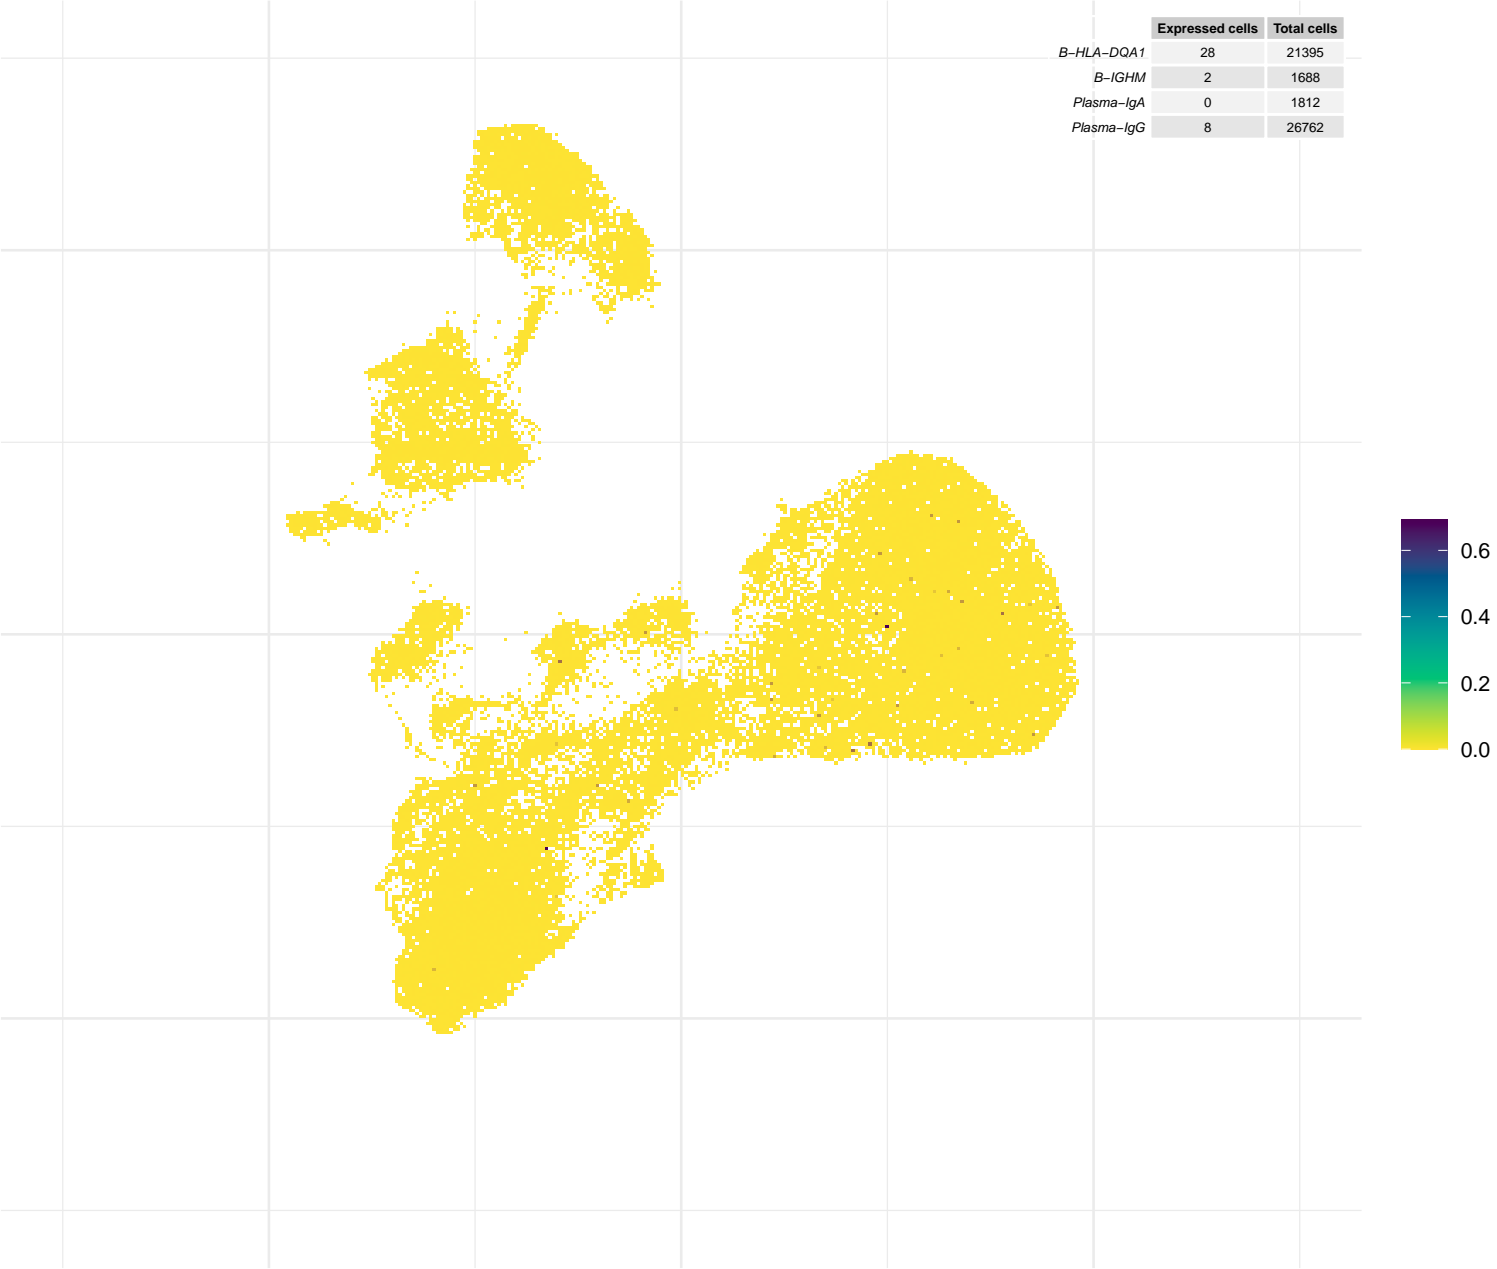 Expressed cells Total cells
B−HLA−DQA1 28 21395
B−IGHM 2 1688
Plasma−IgA 0 1812
Plasma−IgG 8 26762
0.6
0.4
0.2
0.0